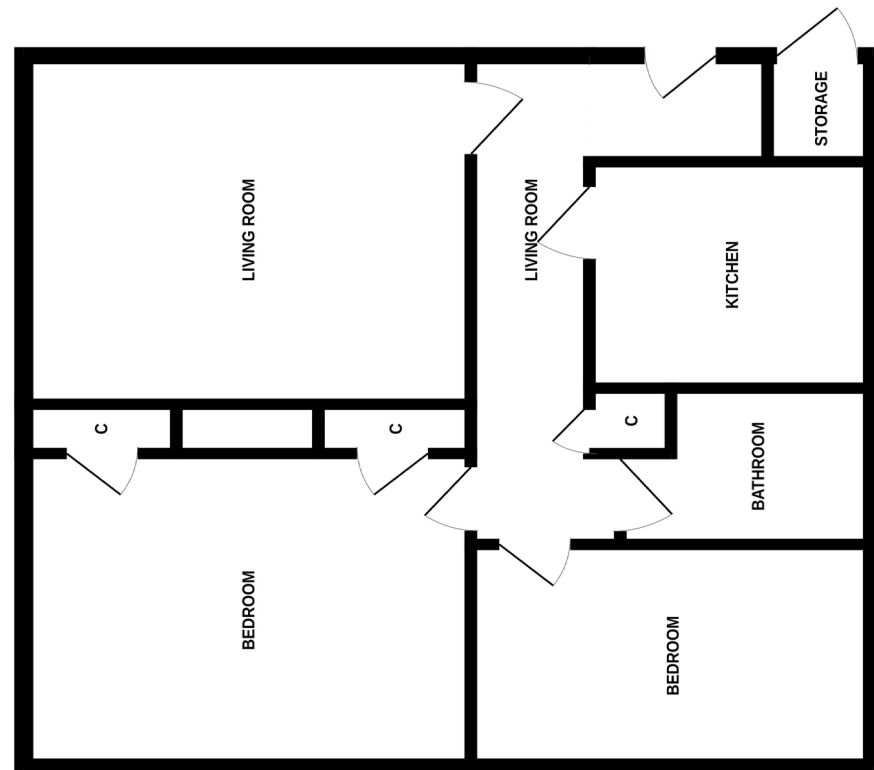 STORAGE
LIVING ROOM
LIVING ROOM
KITCHEN
C
C
C
BATHROOM
BEDROOM
BEDROOM